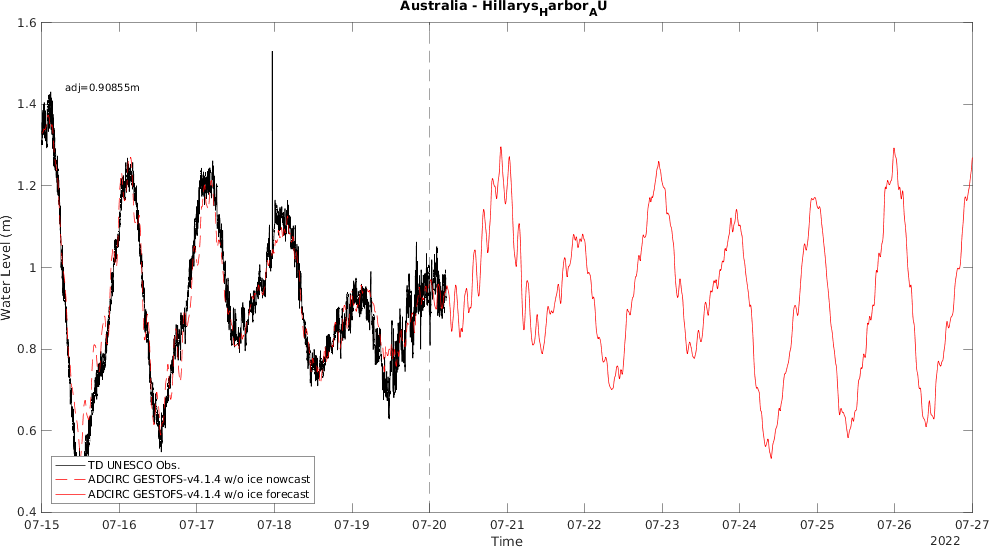 Australia - Hillarys_Harbor_AU
1.6
adj=0.90855m
1.4
1.2
1
0.8
0.6
0.4
Water Level (m)
TD UNESCO Obs.
ADCIRC GESTOFS-v4.1.4 w/o ice nowcast
ADCIRC GESTOFS-v4.1.4 w/o ice forecast
07-15 07-16 07-17 07-18 07-19 07-20 07-21 07-22 07-23 07-24 07-25 07-26 07-27
Time
2022